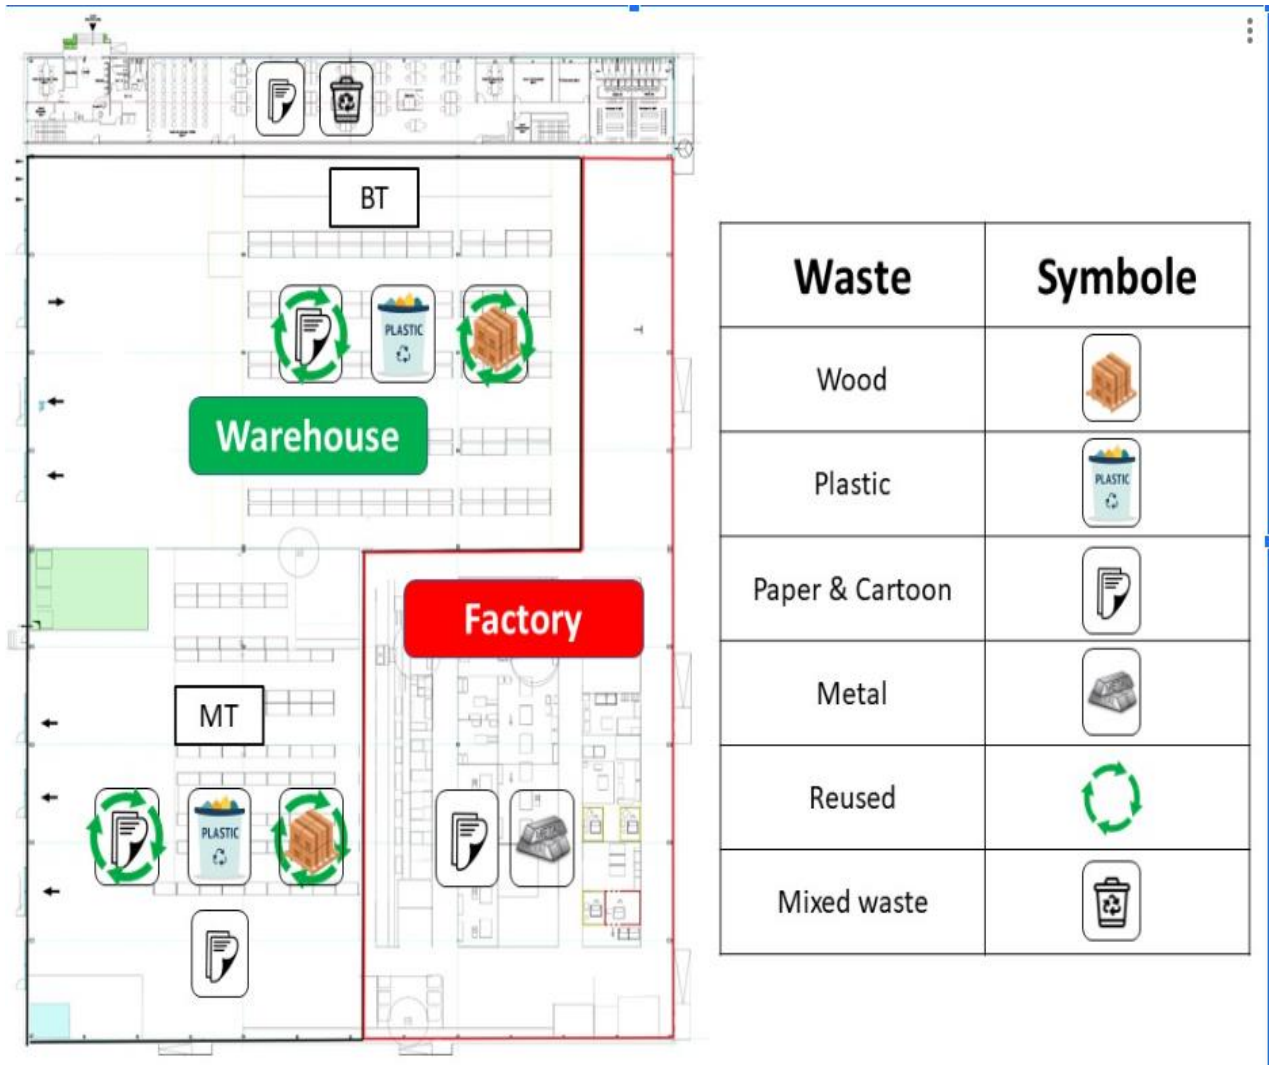 BT
PLASTIC
Warehouse
Factory
MT
PLASTIC
Waste
Symbole
Wood
Plastic
PLASTIC
Paper & Cartoon
Metal
Reused
Mixed waste